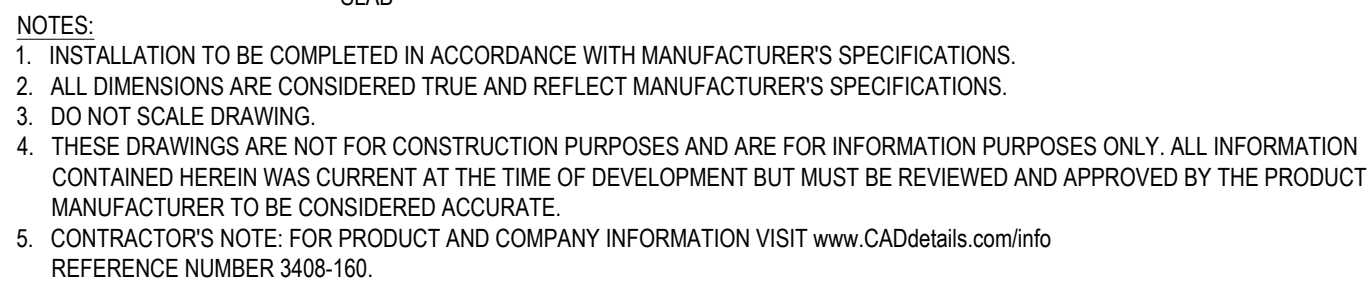 NOTES:
1. INSTALLATION TO BE COMPLETED IN ACCORDANCE WITH MANUFACTURER'S SPECIFICATIONS.
2. ALL DIMENSIONS ARE CONSIDERED TRUE AND REFLECT MANUFACTURER'S SPECIFICATIONS.
3. DO NOT SCALE DRAWING.
4. THESE DRAWINGS ARE NOT FOR CONSTRUCTION PURPOSES AND ARE FOR INFORMATION PURPOSES ONLY. ALL INFORMATION
CONTAINED HEREIN WAS CURRENT AT THE TIME OF DEVELOPMENT BUT MUST BE REVIEWED AND APPROVED BY THE PRODUCT
MANUFACTURER TO BE CONSIDERED ACCURATE.
5. CONTRACTOR'S NOTE: FOR PRODUCT AND COMPANY INFORMATION VISIT www.CADdetails.com/info
REFERENCE NUMBER 3408-160.